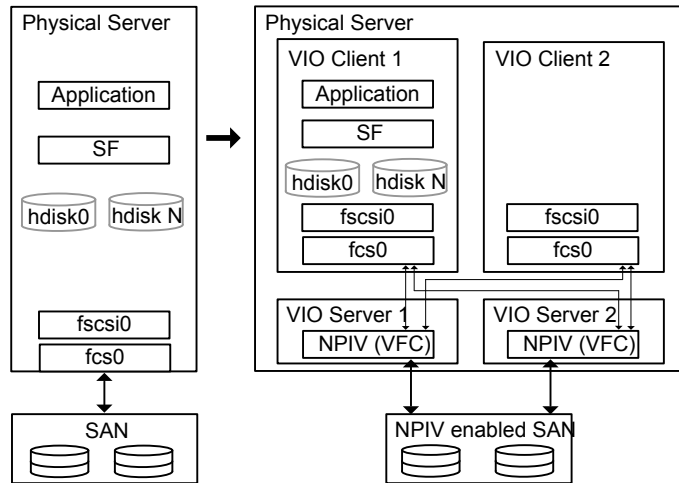 Physical Server
Application
SF
hdisk0
hdisk N
fscsi0
fcs0
SAN
Physical Server
VIO Client 1
Application
SF
hdisk0
hdisk N
fscsi0
fcs0
VIO Client 2
fscsi0
fcs0
VIO Server 1
NPIV (VFC)
VIO Server 2
NPIV (VFC)
NPIV enabled SAN